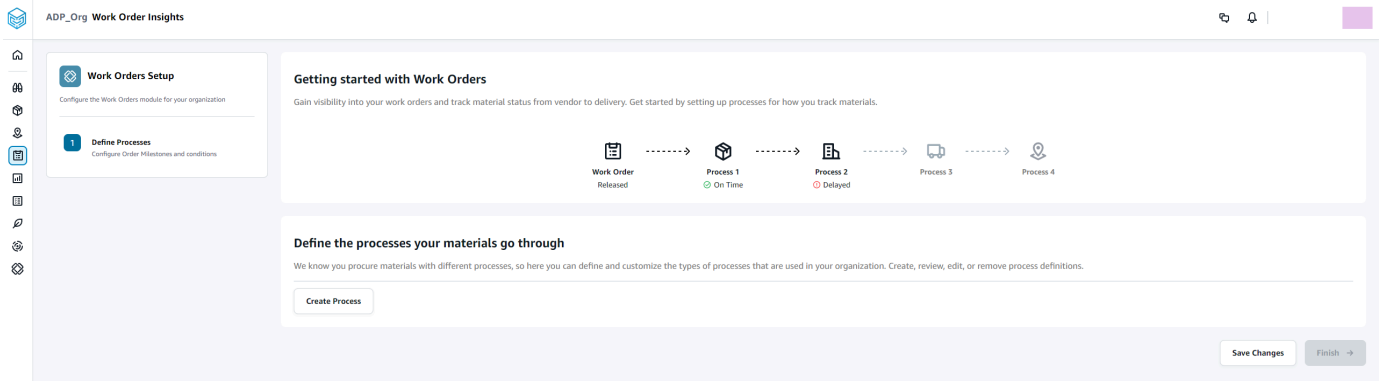 ADP_Org Work Order Insights
Work Orders Setup
Configure the Work Orders module for your organization
1
Define Processes
Configure Order Milestones and conditions
Getting started with Work Orders
Gain visibility into your work orders and track material status from vendor to delivery. Get started by setting up processes for how you track materials.
Work Order
Released
Process 1
On Time
Process 2
Delayed
Process 3
Process 4
Define the processes your materials go through
We know you procure materials with different processes, so here you can define and customize the types of processes that are used in your organization. Create, review, edit, or remove process definitions.
Create Process
Save Changes
Finish